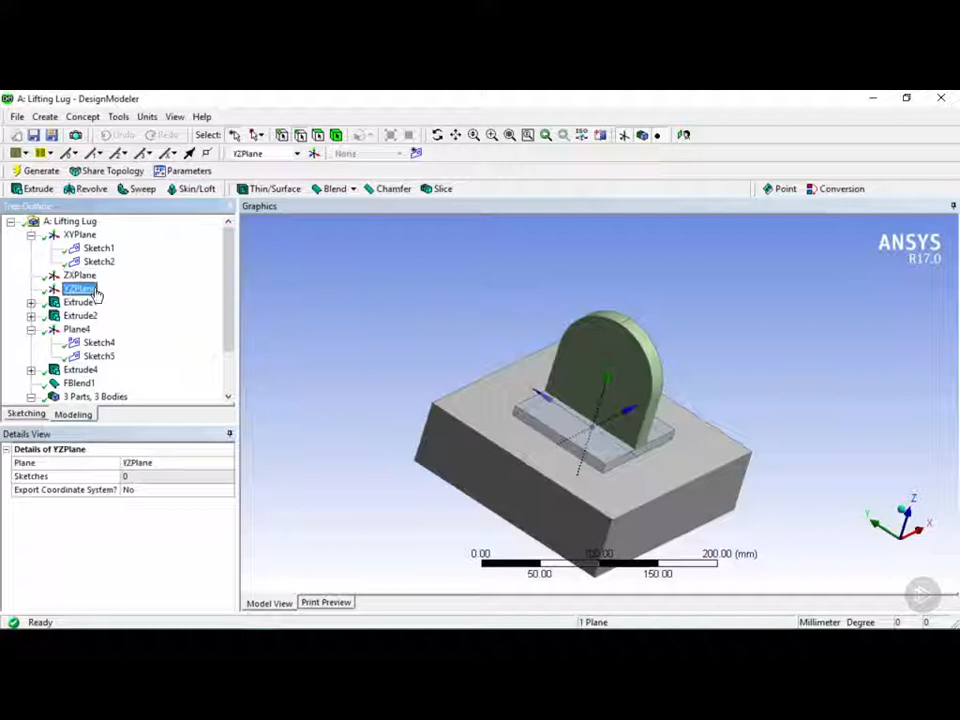 A: Lifting Lug - DesignModeler
File Create Concept Tools Units View Help
Undo Redo Select:
YZPlane None
Generate Share Topology Parameters
Extrude Revolve Sweep Skin/Loft Thin/Surface Blend Chamfer Slice Point Conversion
Tree Outline Graphics
A: Lifting Lug
XYPlane
Sketch1
Sketch2
ZXPlane
YZPlane
Extrude
Extrude2
Plane4
Sketch4
Sketch5
Extrude4
FBlend1
3 Parts, 3 Bodies
Sketching Modeling
Details View
Details of YZPlane
Plane YZPlane
Sketches 0
Export Coordinate System? No
ANSYS
R17.0
Z
Y
X
0.00 100.00 200.00 (mm)
50.00 150.00
Model View Print Preview
Ready 1 Plane Millimeter Degree 0 0